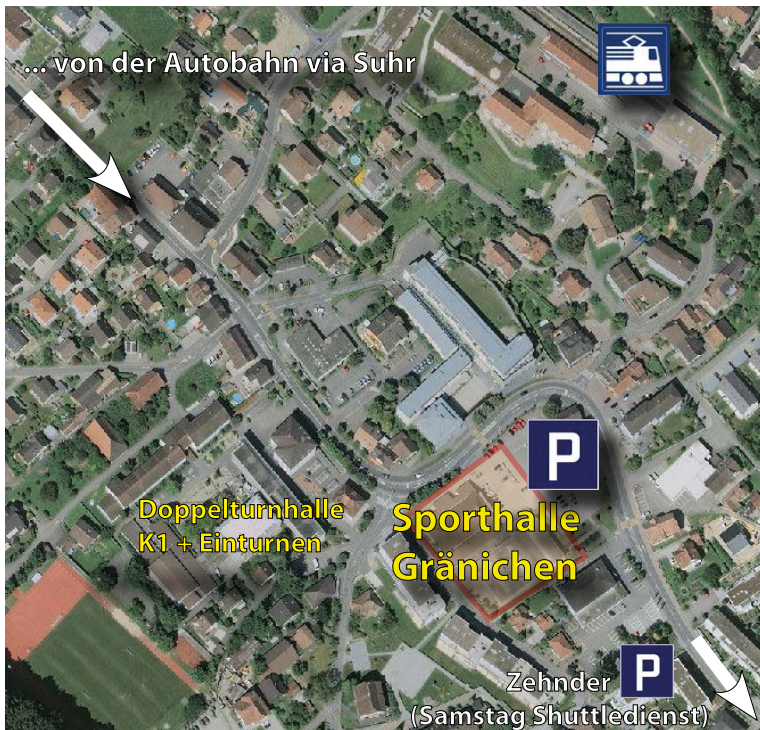 ... von der Autobahn via Suhr
P
Doppelturnhalle
K1 + Einturnen
Sporthalle
Gränichen
Zehnder P
(Samstag Shuttledienst)